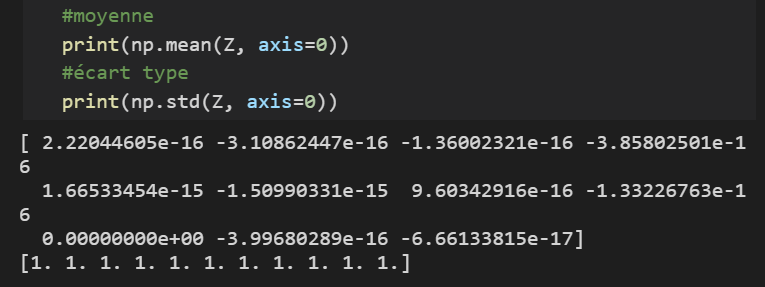 #moyenne
print(np.mean(Z, axis=0))
#écart type
print(np.std(Z, axis=0))
[ 2.22044605e-16 -3.10862447e-16 -1.36002321e-16 -3.85802501e-1
6
1.66533454e-15 -1.50990331e-15  9.60342916e-16 -1.33226763e-1
6
0.00000000e+00 -3.99680289e-16 -6.66133815e-17]
[1. 1. 1. 1. 1. 1. 1. 1. 1. 1. 1.]